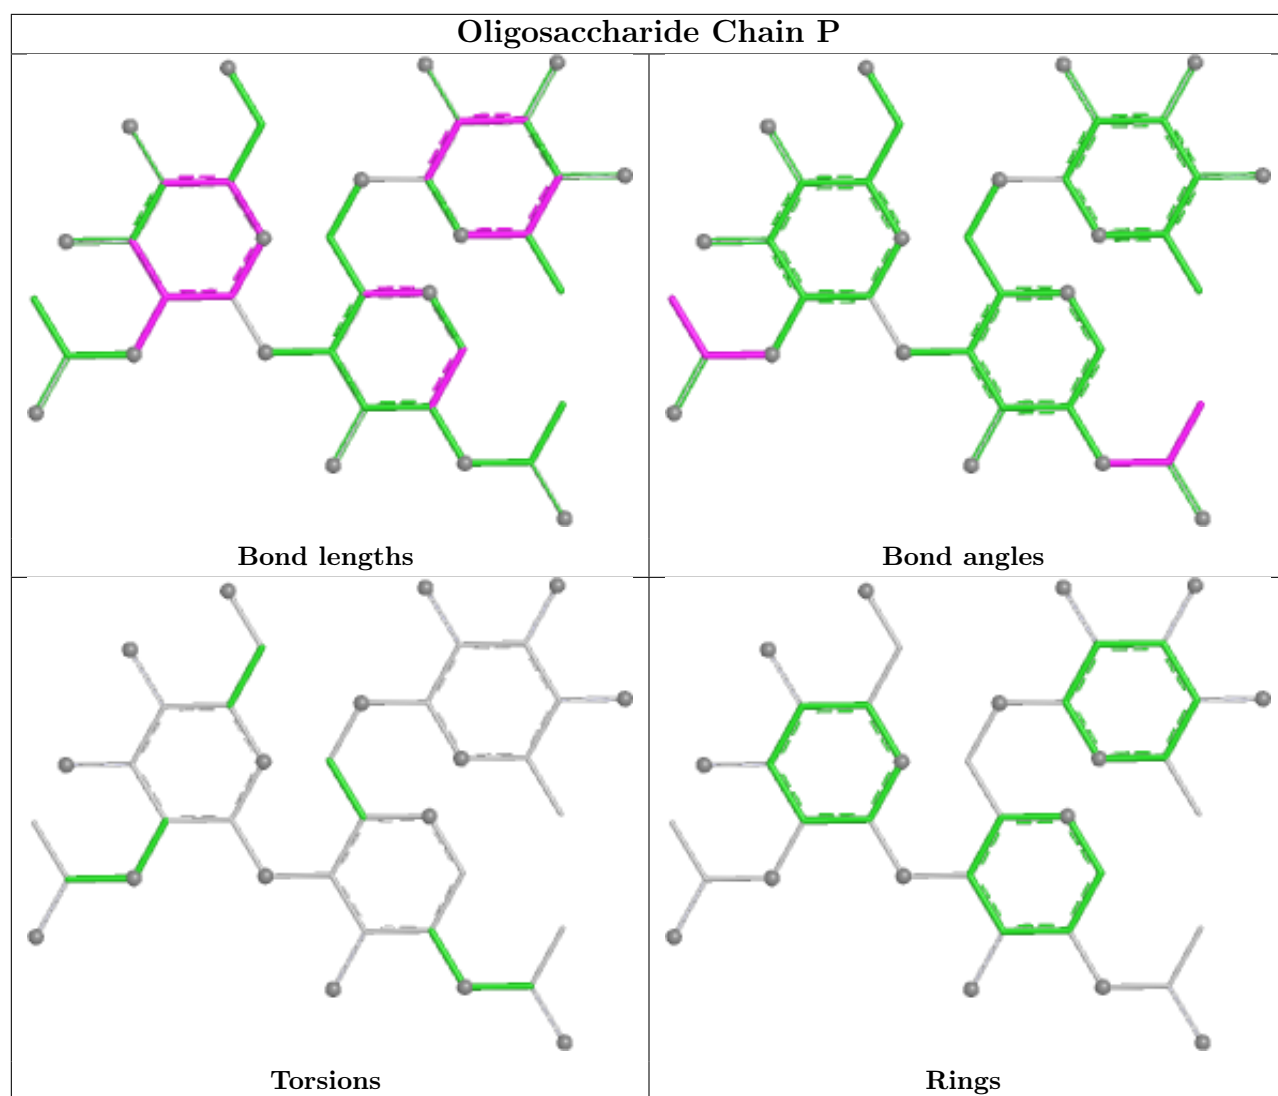 Oligosaccharide Chain P
Bond lengths
Bond angles
Torsions
Rings